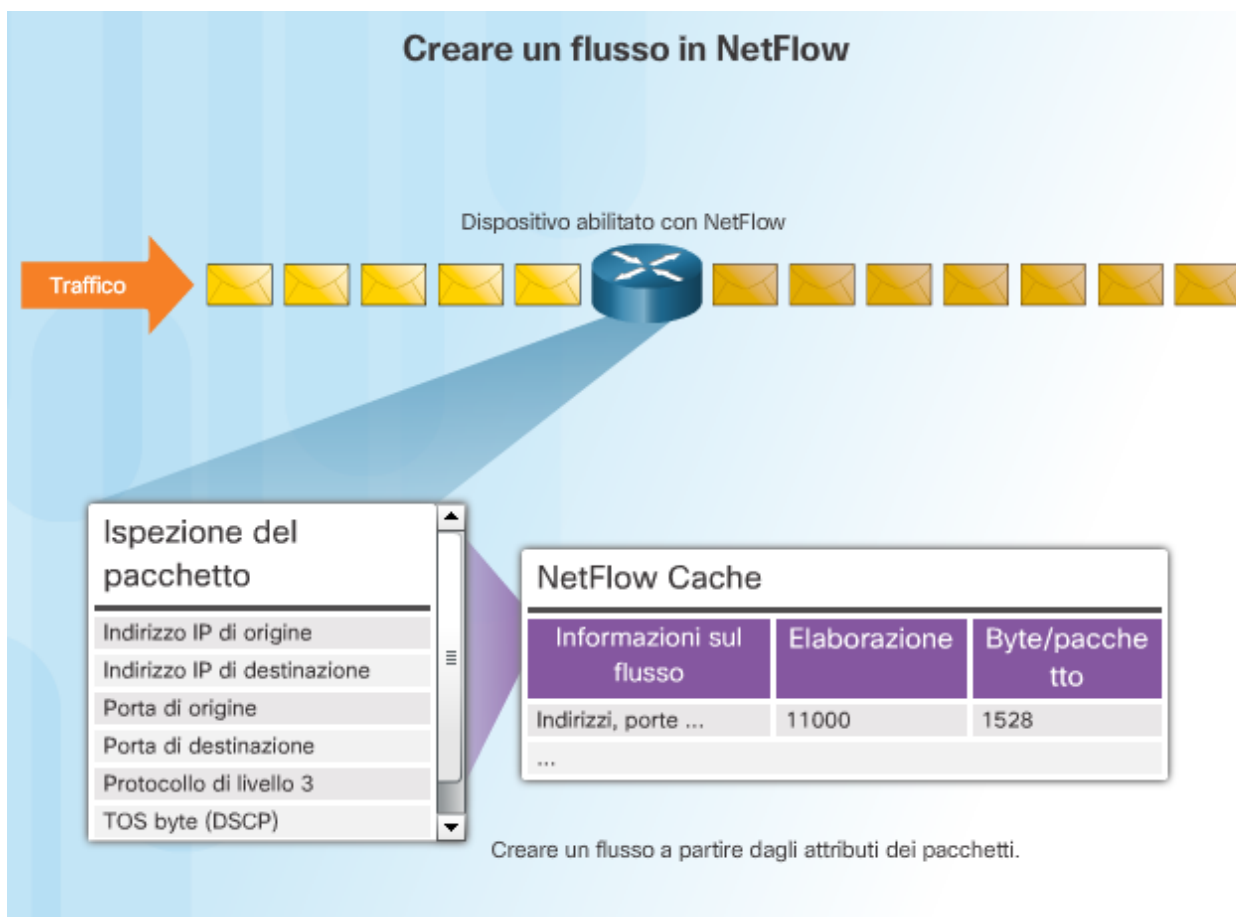 Creare un flusso in NetFlow
Dispositivo abilitato con NetFlow
Traffico
Ispezione del
pacchetto
Indirizzo IP di origine
Indirizzo IP di destinazione
Porta di origine
Porta di destinazione
Protocollo di livello 3
TOS byte (DSCP)
NetFlow Cache
Informazioni sul
flusso
Elaborazione
Byte/pacche
tto
Indirizzi, porte ...
11000
1528
...
Creare un flusso a partire dagli attributi dei pacchetti.